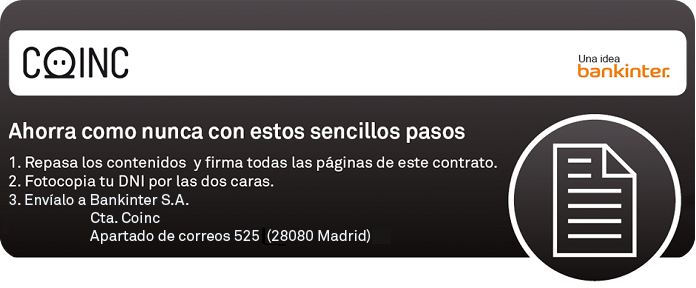 COINC
Una idea
bankinter.
Ahorra como nunca con estos sencillos pasos
1. Repasa los contenidos y firma todas las páginas de este contrato.
2. Fotocopia tu DNI por las dos caras.
3. Envíalo a Bankinter S.A.
Cta. Coinc
Apartado de correos 525 (28080 Madrid)